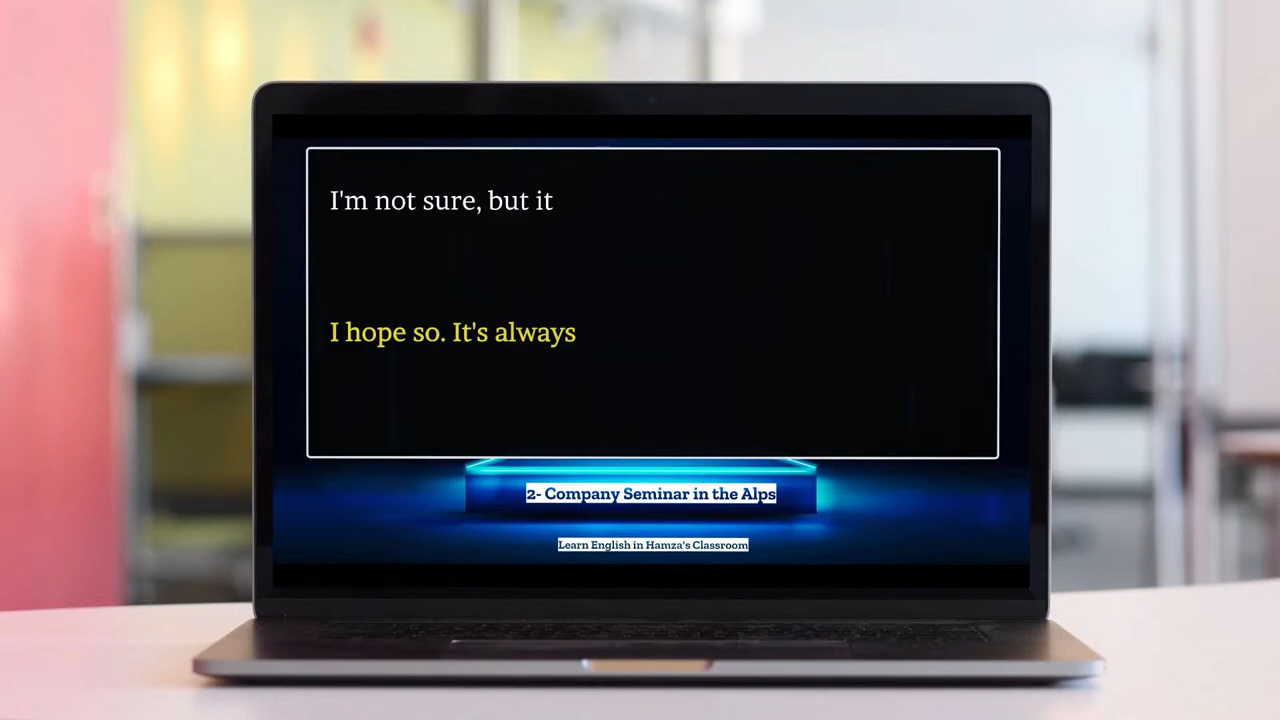 I'm not sure, but it
I hope so. It's always
2- Company Seminar in the Alps
Learn English in Hamza's Classroom